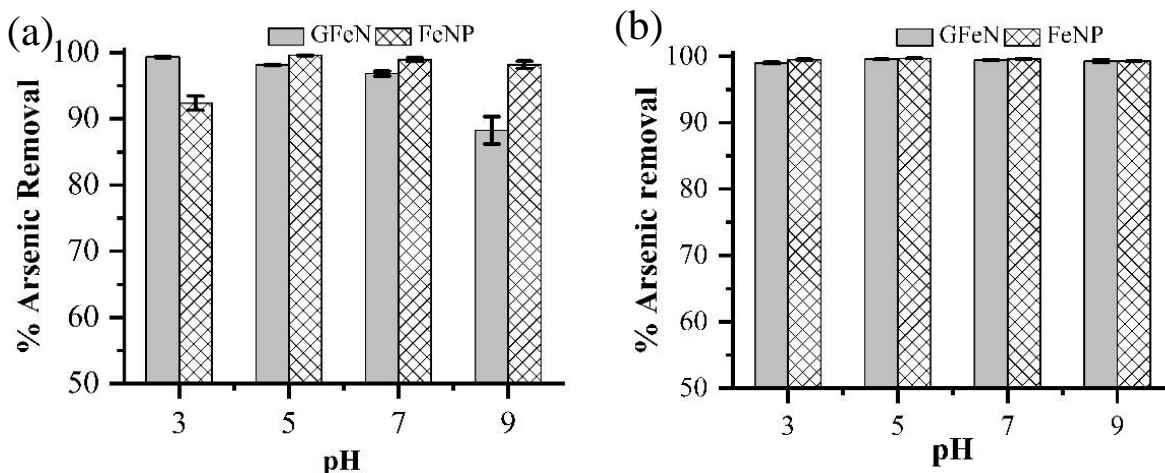 (a)
GFeN FeNP
100
90
80
70
60
50
% Arsenic Removal
3 5 7 9
pH
(b)
GFeN FeNP
100
90
80
70
60
50
% Arsenic removal
3 5 7 9
pH